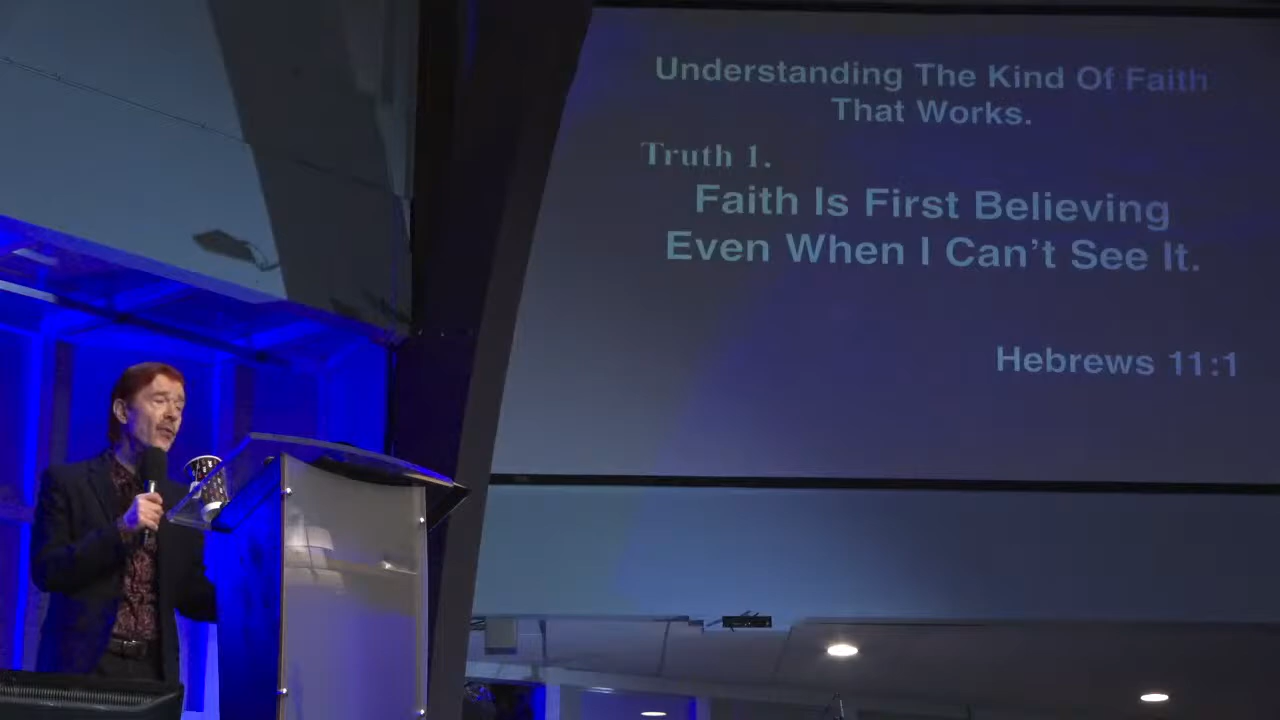 Understanding The Kind Of Faith
That Works.
Truth 1.
Faith Is First Believing
Even When I Can’t See It.
Hebrews 11:1